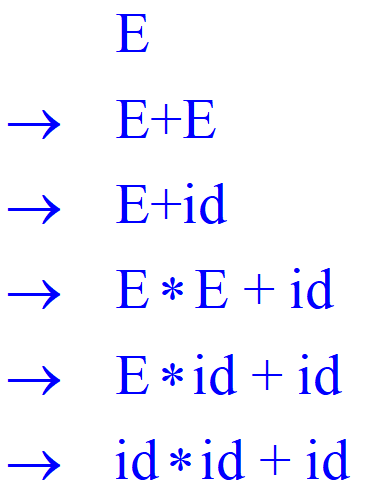 E
→ E+E
→ E+id
→ E * E + id
→ E * id + id
→ id * id + id